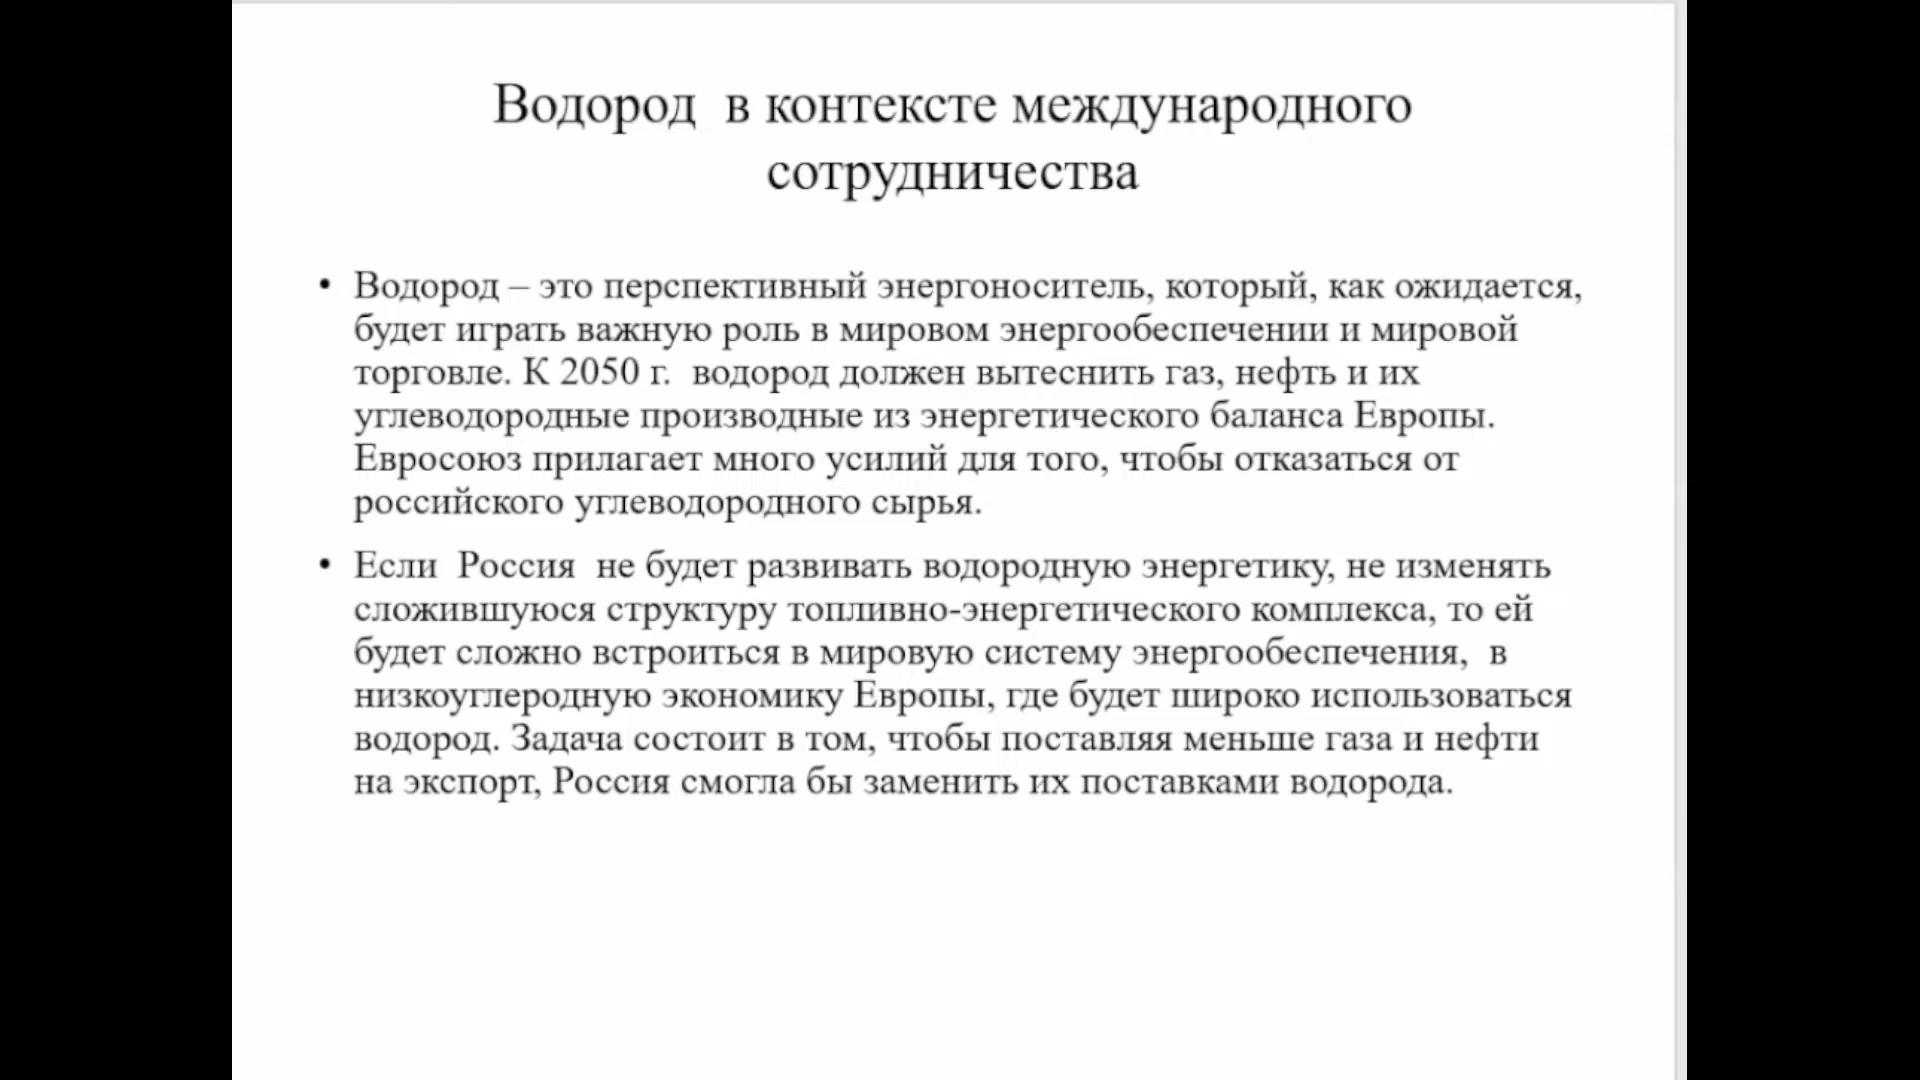 Водород в контексте международного
сотрудничества
• Водород – это перспективный энергоноситель, который, как ожидается,
будет играть важную роль в мировом энергообеспечении и мировой
торговле. К 2050 г. водород должен вытеснить газ, нефть и их
углеводородные производные из энергетического баланса Европы.
Евросоюз прилагает много усилий для того, чтобы отказаться от
российского углеводородного сырья.
• Если Россия не будет развивать водородную энергетику, не изменять
сложившуюся структуру топливно-энергетического комплекса, то ей
будет сложно встроиться в мировую систему энергообеспечения, в
низкоуглеродную экономику Европы, где будет широко использоваться
водород. Задача состоит в том, чтобы поставляя меньше газа и нефти
на экспорт, Россия смогла бы заменить их поставками водорода.